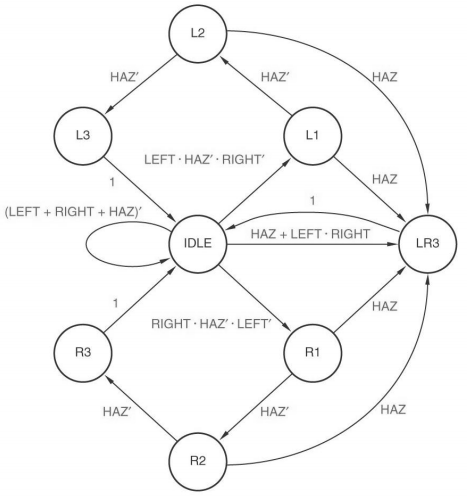 L2
HAZ′
HAZ′
HAZ
L3
L1
LEFT · HAZ′ · RIGHT′
1
HAZ
(LEFT + RIGHT + HAZ)′
1
IDLE
HAZ + LEFT · RIGHT
LR3
1
RIGHT · HAZ′ · LEFT′
HAZ
R3
R1
HAZ′
HAZ′
HAZ
R2